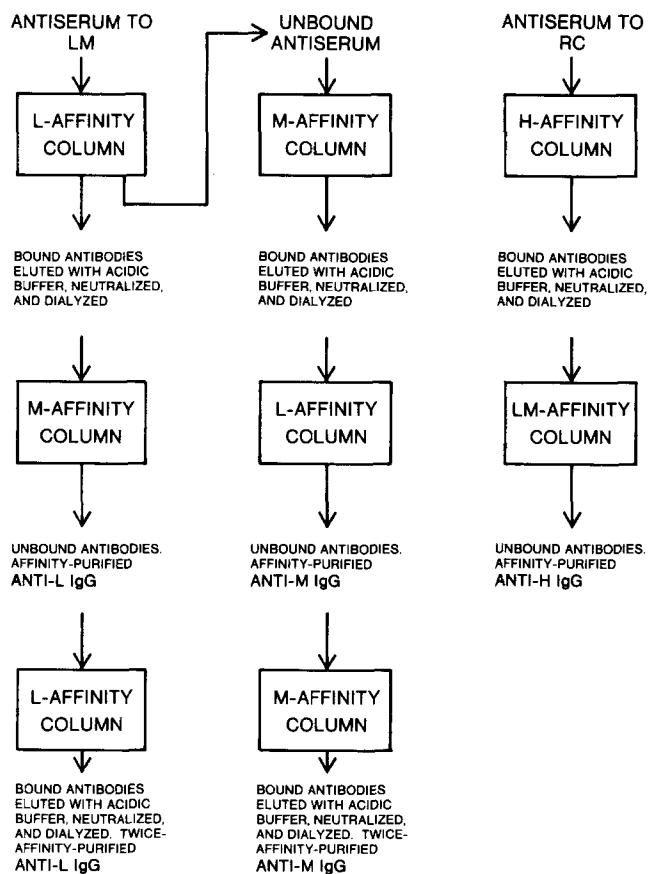 ANTISERUM TO
LM
L-AFFINITY
COLUMN
BOUND ANTIBODIES
ELUTED WITH ACIDIC
BUFFER, NEUTRALIZED,
AND DIALYZED
M-AFFINITY
COLUMN
UNBOUND ANTIBODIES.
AFFINITY-PURIFIED
ANTI-L IgG
L-AFFINITY
COLUMN
BOUND ANTIBODIES
ELUTED WITH ACIDIC
BUFFER, NEUTRALIZED,
AND DIALYZED. TWICE-
AFFINITY-PURIFIED
ANTI-L IgG
UNBOUND
ANTISERUM
M-AFFINITY
COLUMN
BOUND ANTIBODIES
ELUTED WITH ACIDIC
BUFFER, NEUTRALIZED,
AND DIALYZED
L-AFFINITY
COLUMN
UNBOUND ANTIBODIES.
AFFINITY-PURIFIED
ANTI-M IgG
M-AFFINITY
COLUMN
BOUND ANTIBODIES
ELUTED WITH ACIDIC
BUFFER, NEUTRALIZED,
AND DIALYZED. TWICE-
AFFINITY-PURIFIED
ANTI-M IgG
ANTISERUM TO
RC
H-AFFINITY
COLUMN
BOUND ANTIBODIES
ELUTED WITH ACIDIC
BUFFER, NEUTRALIZED,
AND DIALYZED
LM-AFFINITY
COLUMN
UNBOUND ANTIBODIES.
AFFINITY-PURIFIED
ANTI-H IgG